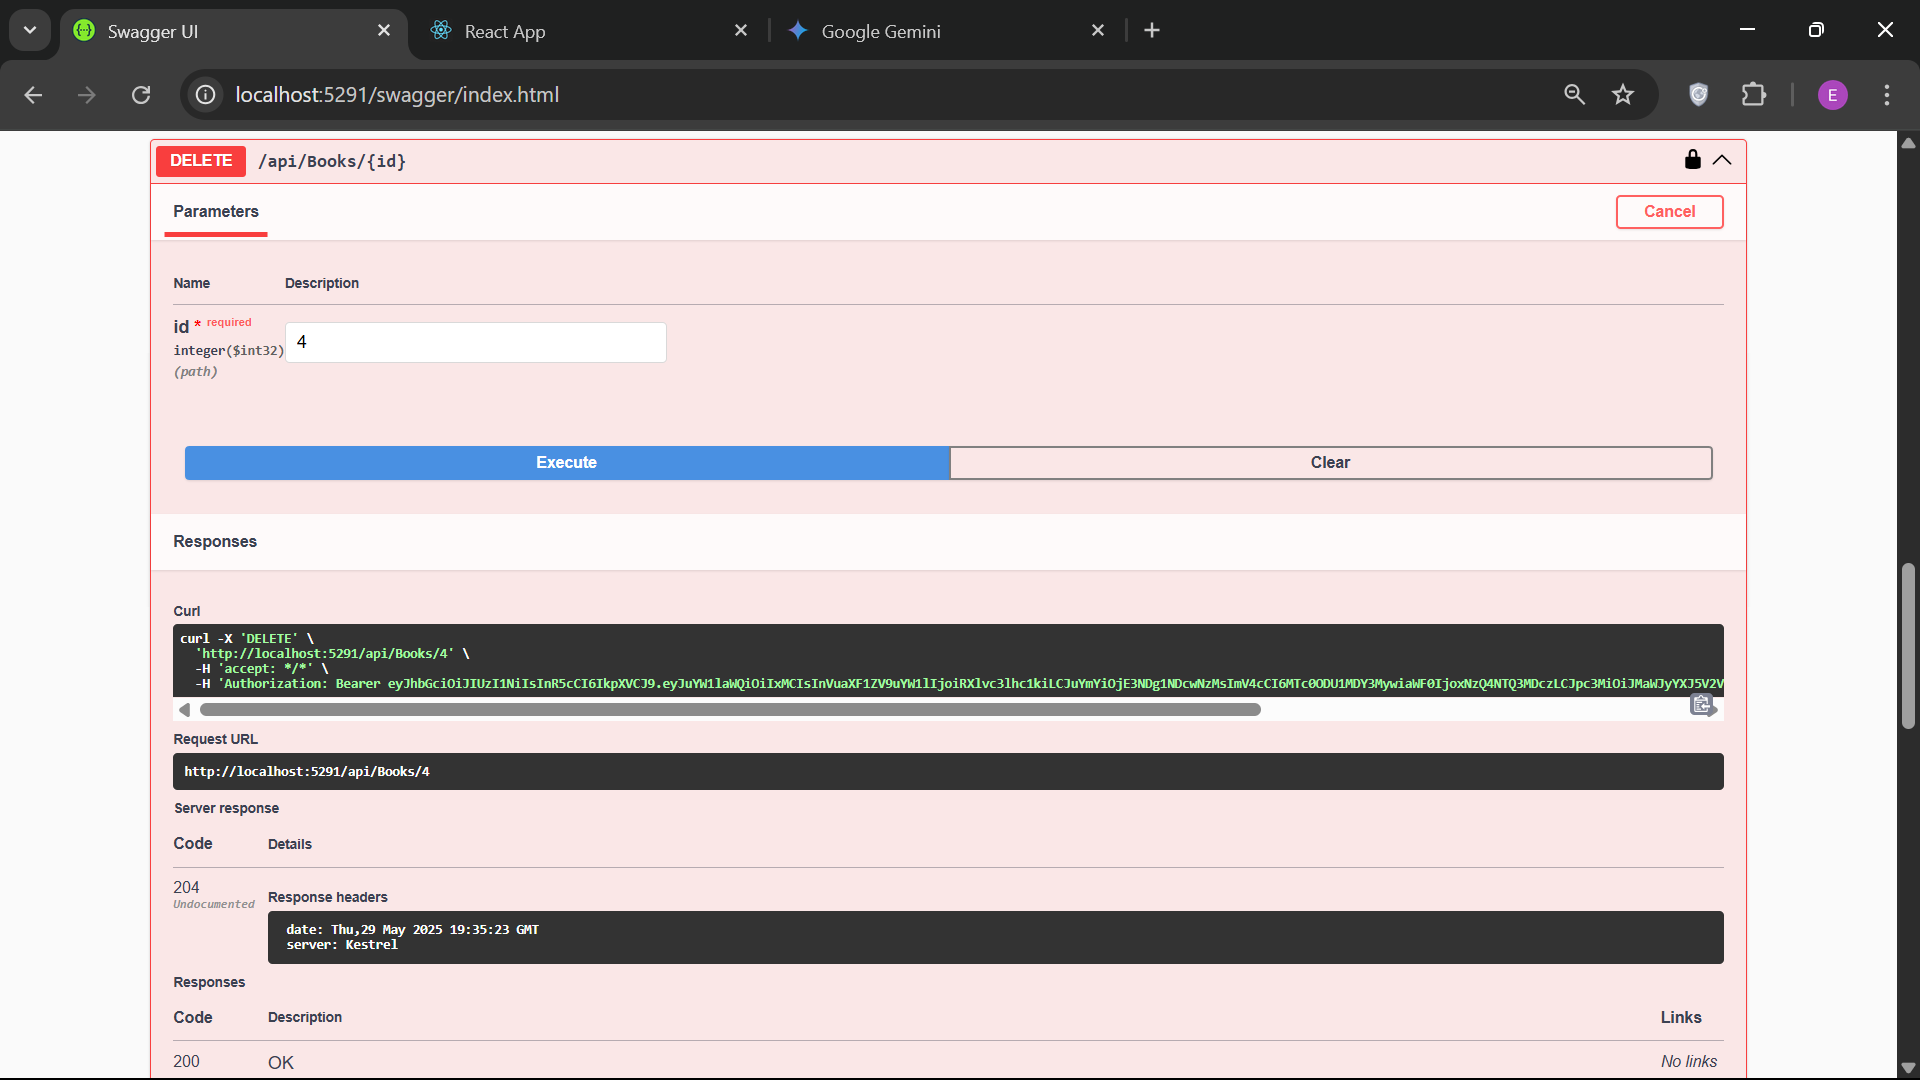 Swagger UI
React App
Google Gemini
localhost:5291/swagger/index.html
E
DELETE /api/Books/{id}
Parameters
Cancel
Name Description
id * required
integer($int32)
(path)
4
Execute
Clear
Responses
Curl
curl -X 'DELETE' \
'http://localhost:5291/api/Books/4' \
-H 'accept: */*' \
-H 'Authorization: Bearer
Request URL
http://localhost:5291/api/Books/4
Server response
Code Details
204
Undocumented
Response headers
date: Thu,29 May 2025 19:35:23 GMT
server: Kestrel
Responses
Code Description Links
200 OK No links